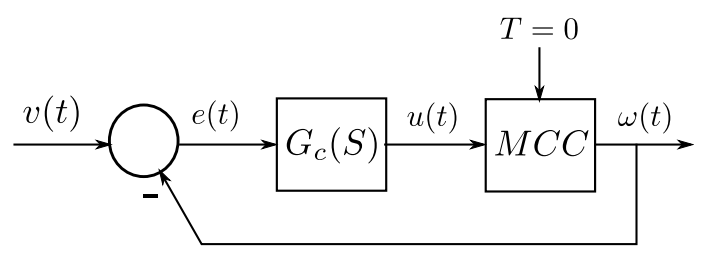 T = 0
v(t)
e(t)
G_c(S)
u(t)
MCC
ω(t)
-